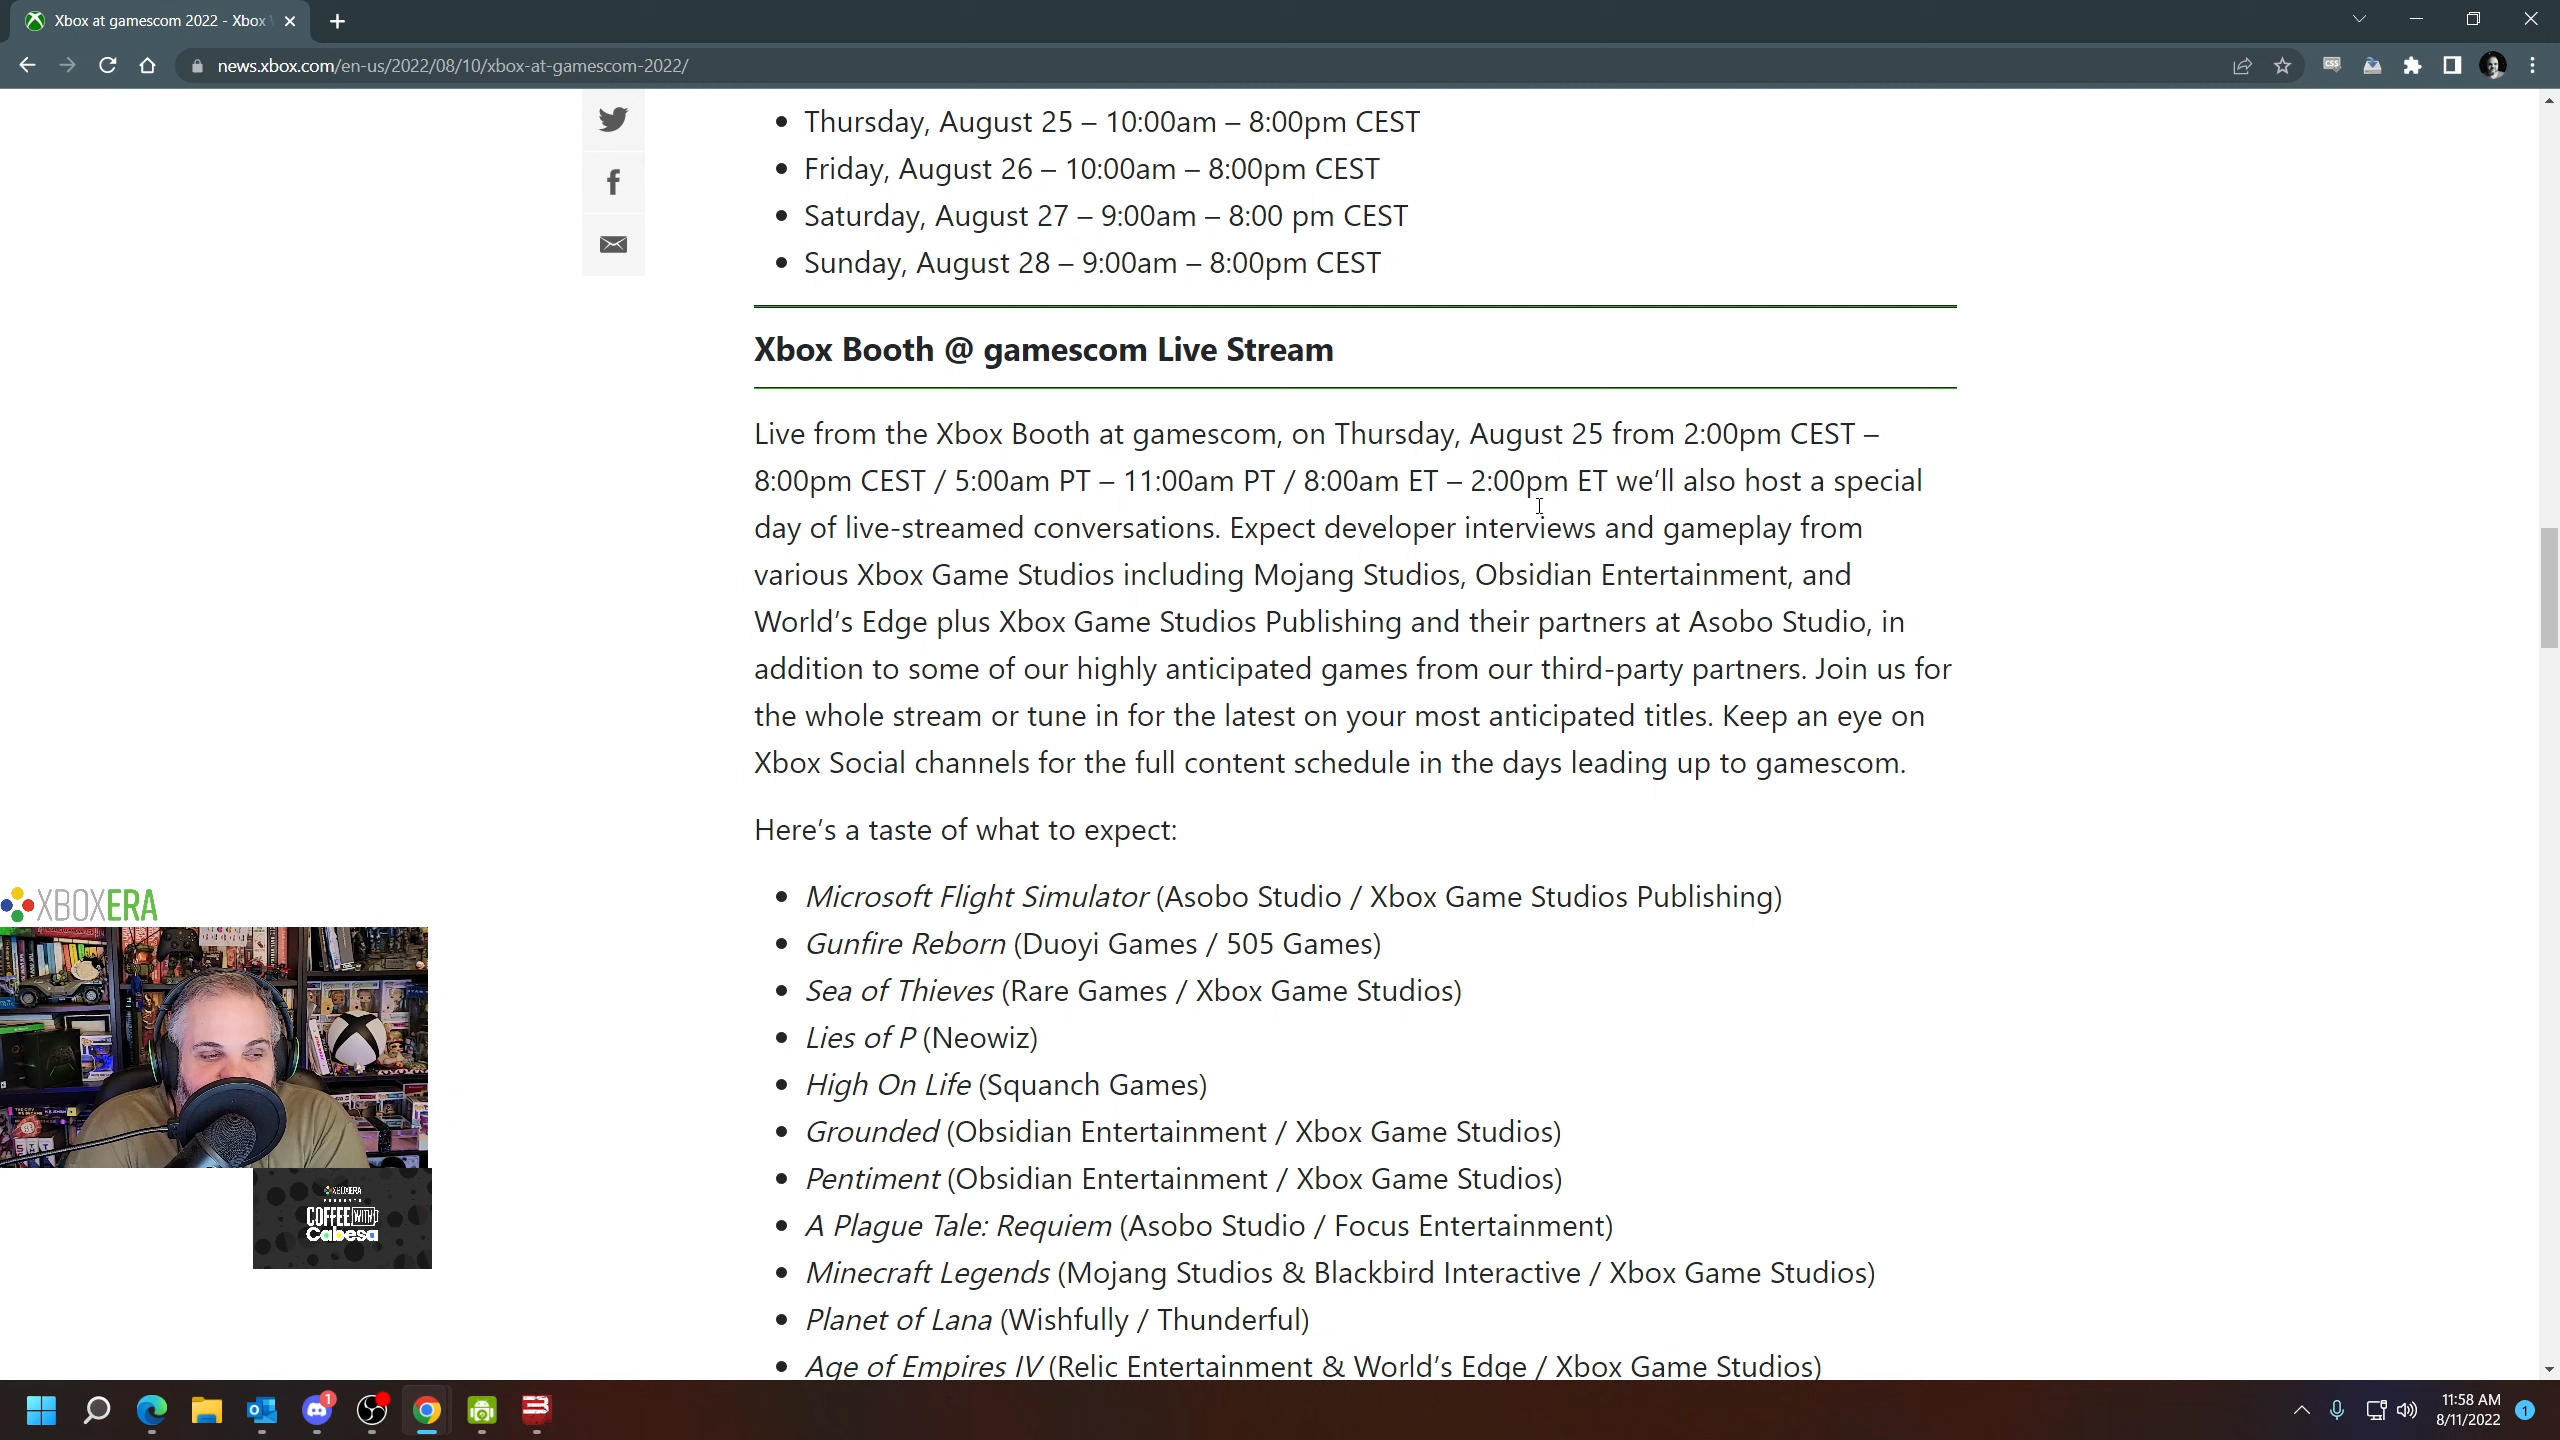 Xbox at gamescom 2022 - Xbox
news.xbox.com/en-us/2022/08/10/xbox-at-gamescom-2022/
CSS
• Thursday, August 25 – 10:00am – 8:00pm CEST
• Friday, August 26 – 10:00am – 8:00pm CEST
• Saturday, August 27 – 9:00am – 8:00 pm CEST
• Sunday, August 28 – 9:00am – 8:00pm CEST
Xbox Booth @ gamescom Live Stream
Live from the Xbox Booth at gamescom, on Thursday, August 25 from 2:00pm CEST –
8:00pm CEST / 5:00am PT – 11:00am PT / 8:00am ET – 2:00pm ET we’ll also host a special
day of live-streamed conversations. Expect developer interviews and gameplay from
various Xbox Game Studios including Mojang Studios, Obsidian Entertainment, and
World’s Edge plus Xbox Game Studios Publishing and their partners at Asobo Studio, in
addition to some of our highly anticipated games from our third-party partners. Join us for
the whole stream or tune in for the latest on your most anticipated titles. Keep an eye on
Xbox Social channels for the full content schedule in the days leading up to gamescom.
Here’s a taste of what to expect:
• Microsoft Flight Simulator (Asobo Studio / Xbox Game Studios Publishing)
• Gunfire Reborn (Duoyi Games / 505 Games)
• Sea of Thieves (Rare Games / Xbox Game Studios)
• Lies of P (Neowiz)
• High On Life (Squanch Games)
• Grounded (Obsidian Entertainment / Xbox Game Studios)
• Pentiment (Obsidian Entertainment / Xbox Game Studios)
• A Plague Tale: Requiem (Asobo Studio / Focus Entertainment)
• Minecraft Legends (Mojang Studios & Blackbird Interactive / Xbox Game Studios)
• Planet of Lana (Wishfully / Thunderful)
• Age of Empires IV (Relic Entertainment & World’s Edge / Xbox Game Studios)
XBOXERA
XBOXERA
PRESENTS
COFFEE WITH
Cabesa
1
11:58 AM
8/11/2022
1